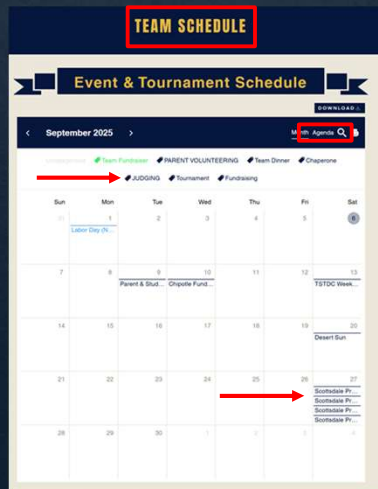 TEAM SCHEDULE
Event & Tournament Schedule
DOWNLOAD
September 2025
Month Agenda
Team Fundraiser PARENT VOLUNTEERING Team Dinner Chaperone
JUDGING Tournament Fundraising
Sun Mon Tue Wed Thu Fri Sat
31 1 2 3 4 5 6
Labor Day (N...
7 8 9 10 11 12 13
Parent & Stud... Chipotle Fund... TSTDC Week...
14 15 16 17 18 19 20
Desert Sun
21 22 23 24 25 26 27
Scottsdale Pr...
Scottsdale Pr...
Scottsdale Pr...
Scottsdale Pr...
28 29 30 1 2 3 4